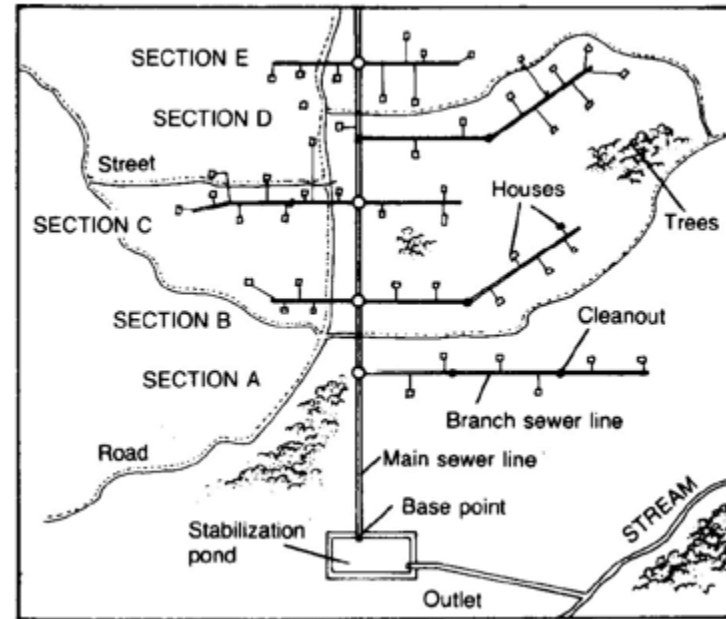 SECTION E
SECTION D
Street
Houses
Trees
SECTION C
SECTION B
Cleanout
SECTION A
Branch sewer line
Road
Main sewer line
Base point
STREAM
Stabilization
pond
Outlet